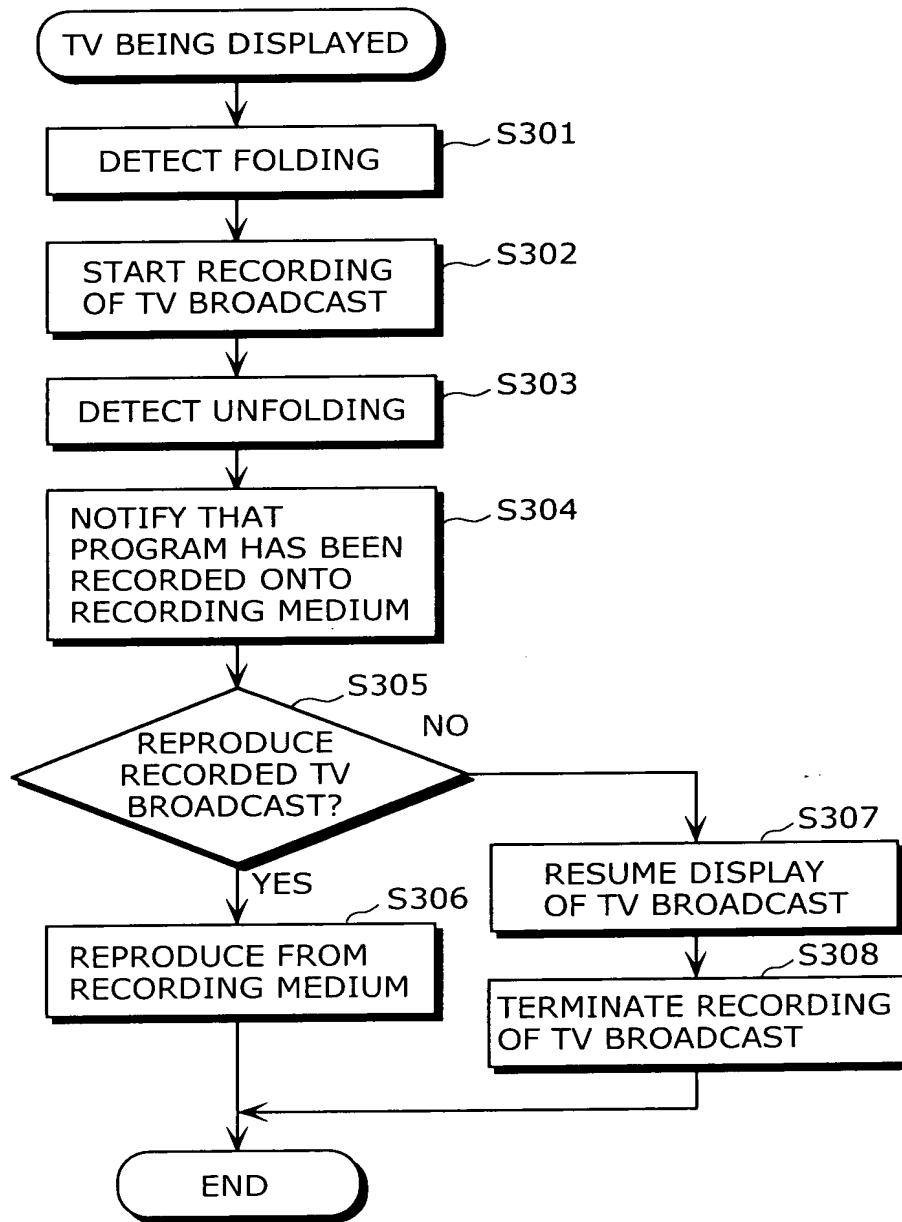 TV BEING DISPLAYED
S301
DETECT FOLDING
S302
START RECORDING
OF TV BROADCAST
S303
DETECT UNFOLDING
S304
NOTIFY THAT
PROGRAM HAS BEEN
RECORDED ONTO
RECORDING MEDIUM
S305
NO
REPRODUCE
RECORDED TV
BROADCAST?
YES
S306
REPRODUCE FROM
RECORDING MEDIUM
S307
RESUME DISPLAY
OF TV BROADCAST
S308
TERMINATE RECORDING
OF TV BROADCAST
END